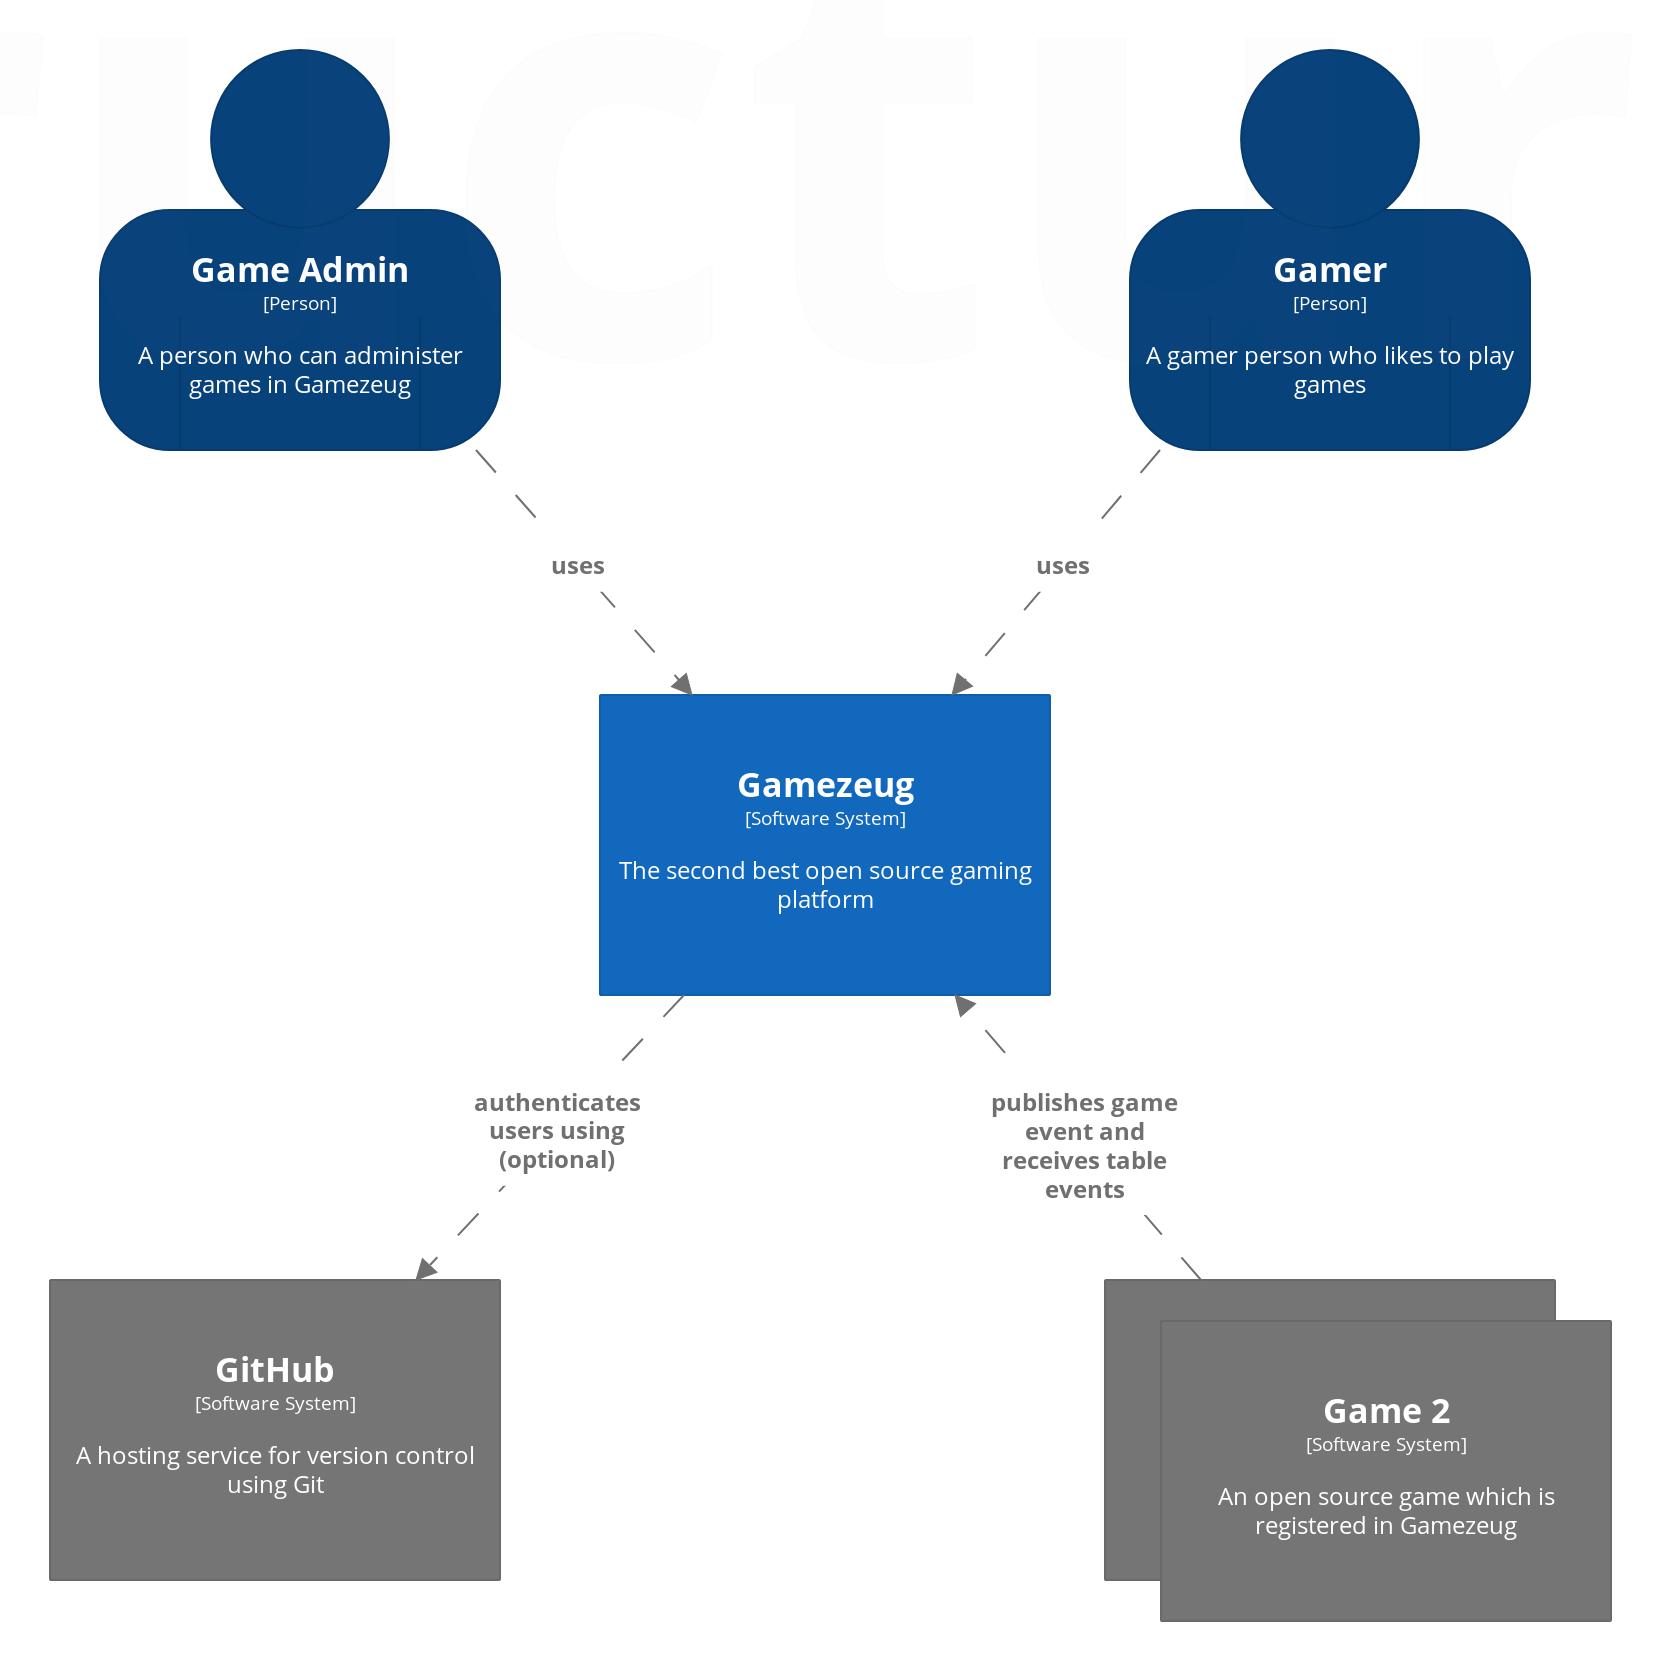 Game Admin
[Person]
A person who can administer
games in Gamezeug
Gamer
[Person]
A gamer person who likes to play
games
uses
uses
Gamezeug
[Software System]
The second best open source gaming
platform
authenticates
users using
(optional)
publishes game
event and
receives table
events
GitHub
[Software System]
A hosting service for version control
using Git
Game 2
[Software System]
An open source game which is
registered in Gamezeug